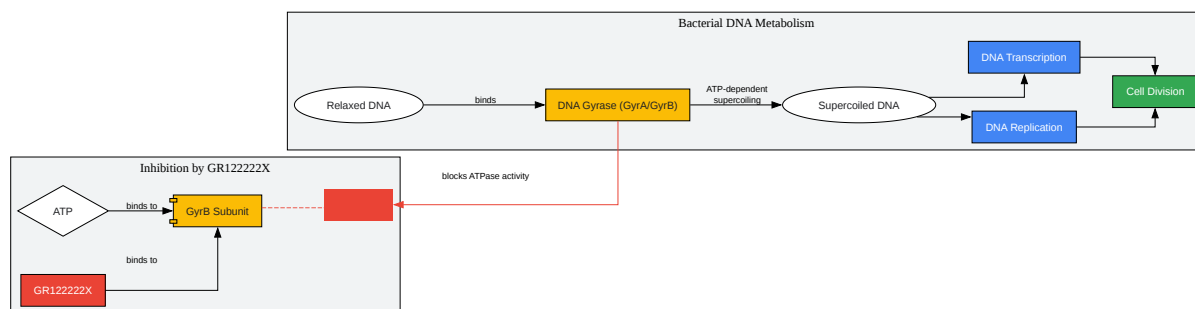 Bacterial DNA Metabolism
DNA Transcription
Relaxed DNA
binds
DNA Gyrase (GyrA/GyrB)
ATP-dependent
supercoiling
Supercoiled DNA
Cell Division
DNA Replication
Inhibition by GR122222X
blocks ATPase activity
ATP
binds to
GyrB Subunit
binds to
GR122222X